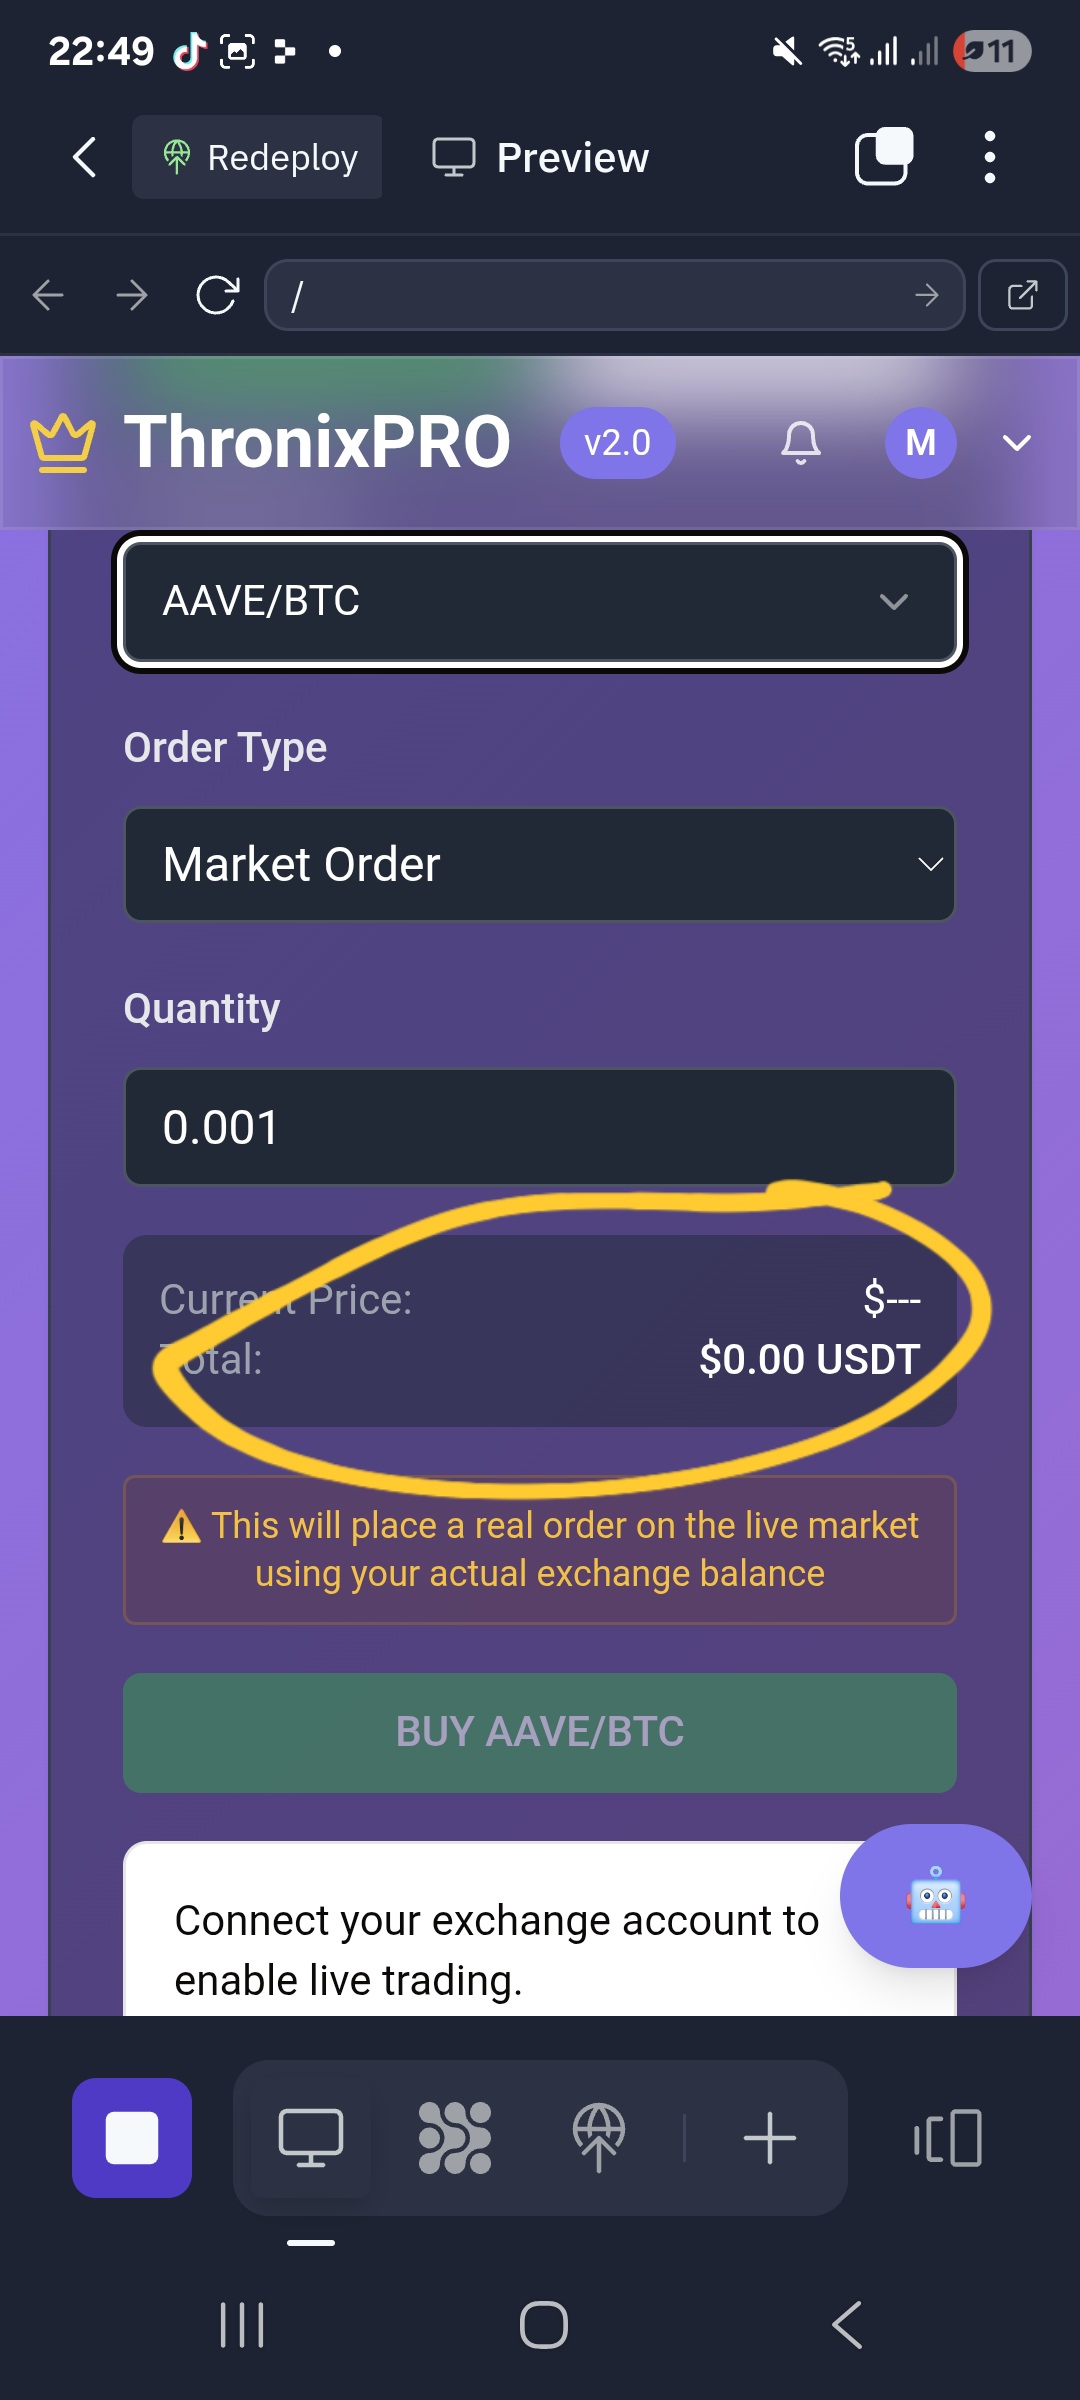 22:49
5
11
Redeploy
Preview
/
ThronixPRO
v2.0
M
AAVE/BTC
Order Type
Market Order
Quantity
0.001
Current Price:
$---
Total:
$0.00 USDT
⚠️ This will place a real order on the live market
using your actual exchange balance
BUY AAVE/BTC
Connect your exchange account to
enable live trading.